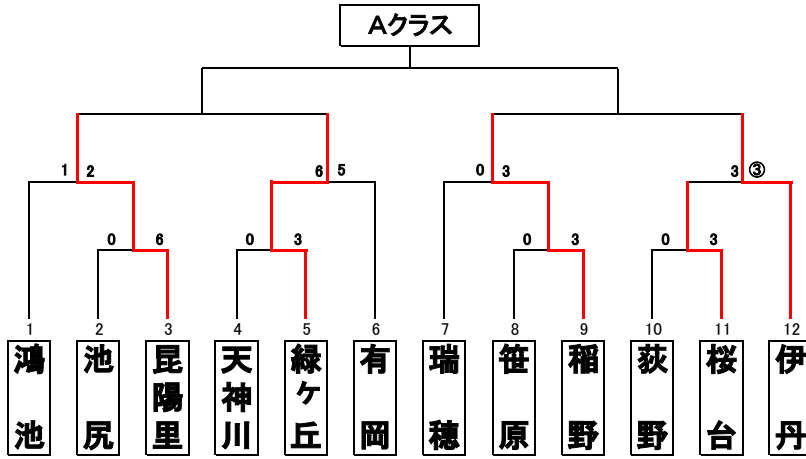 Aクラス
1 2
6 5
0 3
3 ③
0 6
0 3
0 3
0 3
1 2 3 4 5 6 7 8 9 10 11 12
鴻池
池尻
昆陽里
天神川
緑ヶ丘
有岡
瑞穂
笹原
稲野
荻野
桜台
伊丹